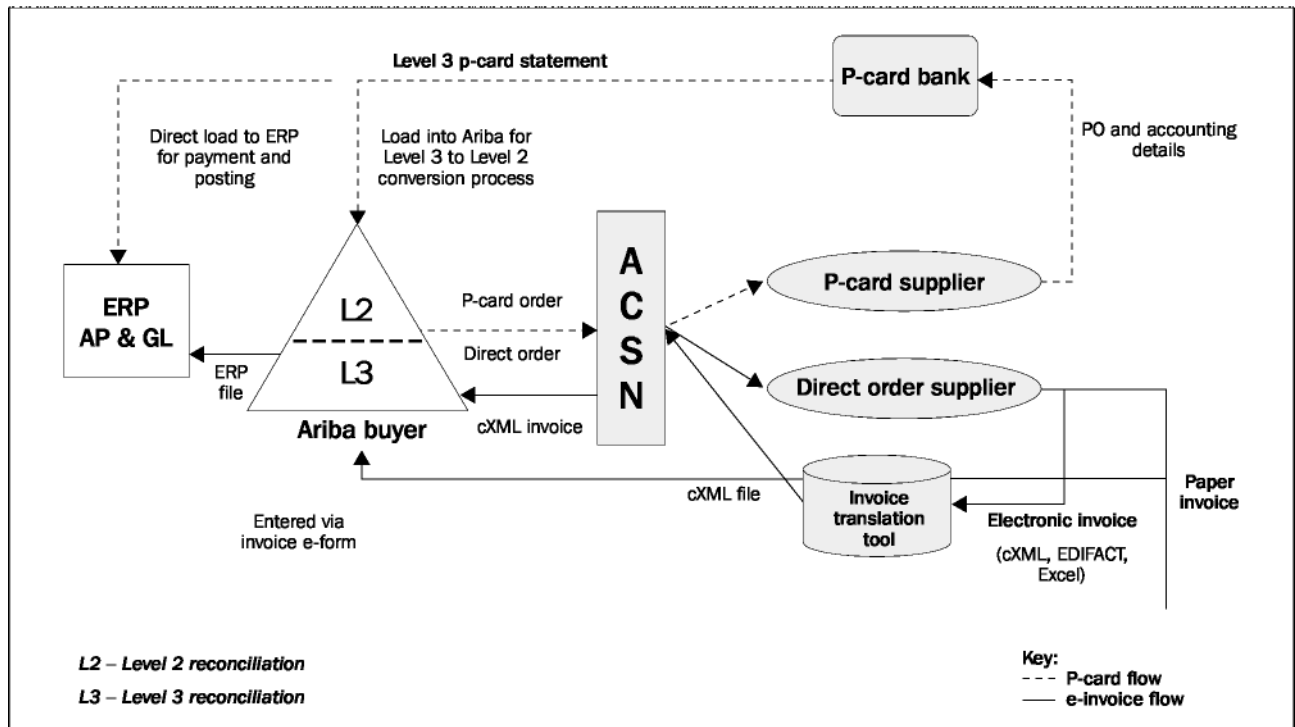 Level 3 p-card statement
P-card bank
Direct load to ERP
for payment and
posting
Load into Ariba for
Level 3 to Level 2
conversion process
PO and accounting
details
A
C
S
N
P-card supplier
ERP
AP & GL
L2
P-card order
Direct order
L3
ERP
file
Direct order supplier
Ariba buyer
cXML invoice
cXML file
Invoice
translation
tool
Paper
invoice
Electronic invoice
(cXML, EDIFACT,
Excel)
Entered via
invoice e-form
L2 – Level 2 reconciliation
L3 – Level 3 reconciliation
Key:
P-card flow
e-invoice flow